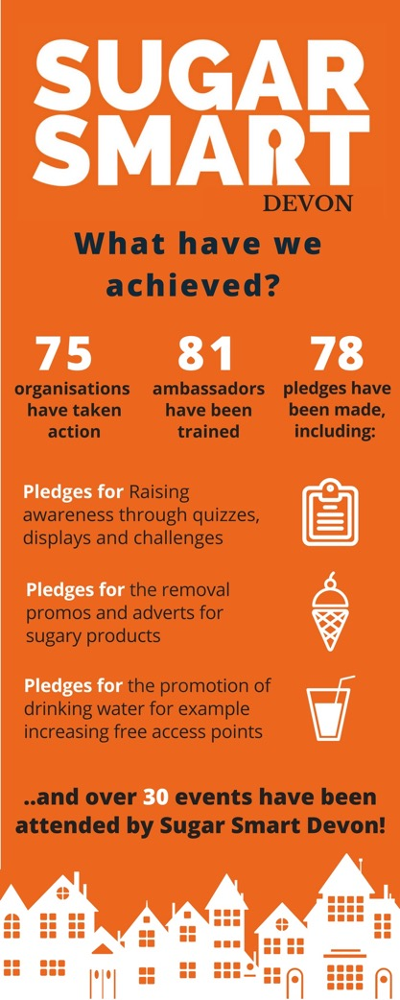 SUGAR
SMART
DEVON
What have we
achieved?
75
organisations
have taken
action
81
ambassadors
have been
trained
78
pledges have
been made,
including:
Pledges for Raising
awareness through quizzes,
displays and challenges
Pledges for the removal
promos and adverts for
sugary products
Pledges for the promotion of
drinking water for example
increasing free access points
..and over 30 events have been
attended by Sugar Smart Devon!